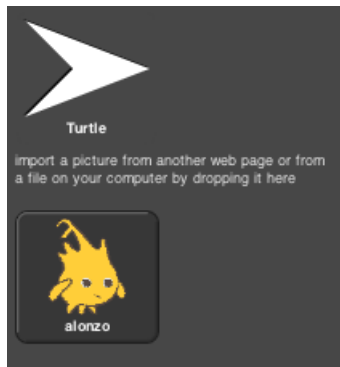 Turtle
import a picture from another web page or from
a file on your computer by dropping it here
alonzo